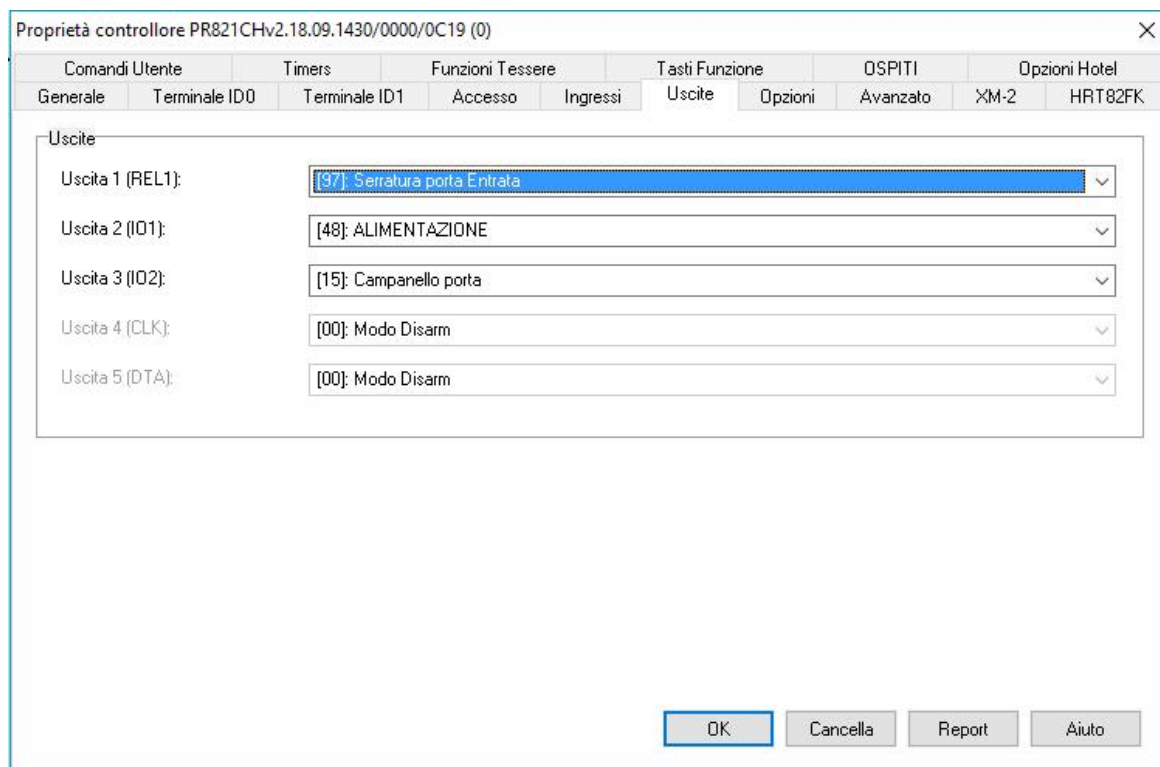 Proprietà controllore PR821CHv2.18.09.1430/0000/0C19 (0)
Comandi Utente Timers Funzioni Tessere Tasti Funzione OSPITI Opzioni Hotel
Generale Terminale ID0 Terminale ID1 Accesso Ingressi Uscite Opzioni Avanzato XM-2 HRT82FK
Uscite
Uscita 1 (REL1): [97]: Serratura porta Entrata
Uscita 2 (IO1): [48]: ALIMENTAZIONE
Uscita 3 (IO2): [15]: Campanello porta
Uscita 4 (CLK): [00]: Modo Disarm
Uscita 5 (DTA): [00]: Modo Disarm
OK Cancella Report Aiuto